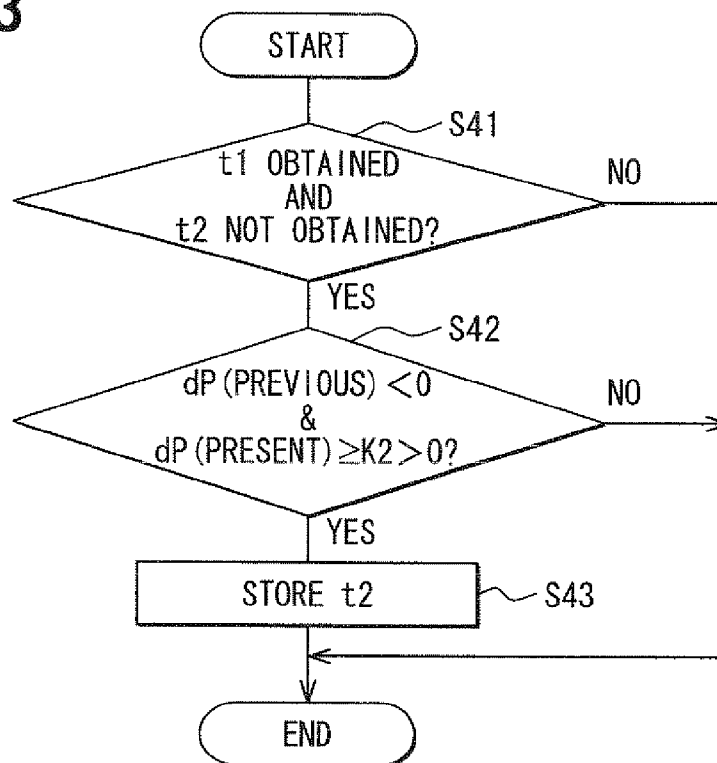 3
START
S41
t1 OBTAINED
AND
t2 NOT OBTAINED?
NO
YES
S42
dP(PREVIOUS)<0
&
dP(PRESENT)≥K2>0?
NO
YES
STORE t2
S43
END